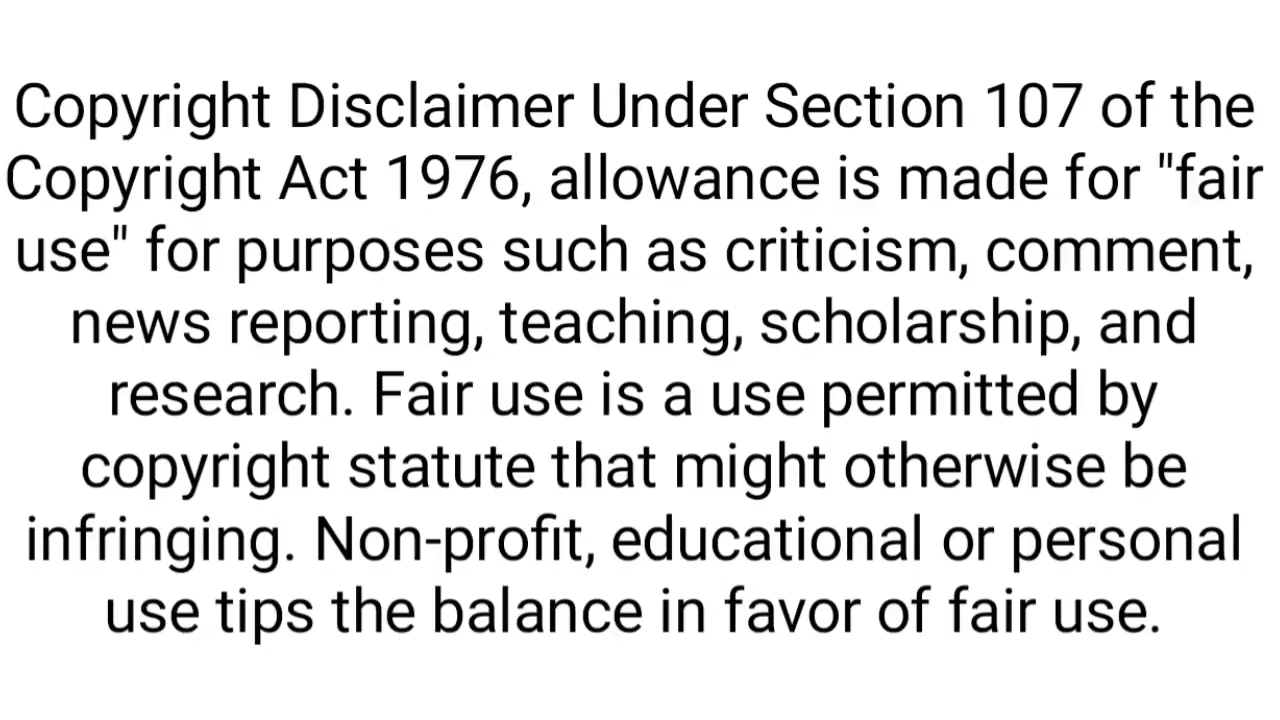 Copyright Disclaimer Under Section 107 of the
Copyright Act 1976, allowance is made for "fair
use" for purposes such as criticism, comment,
news reporting, teaching, scholarship, and
research. Fair use is a use permitted by
copyright statute that might otherwise be
infringing. Non-profit, educational or personal
use tips the balance in favor of fair use.